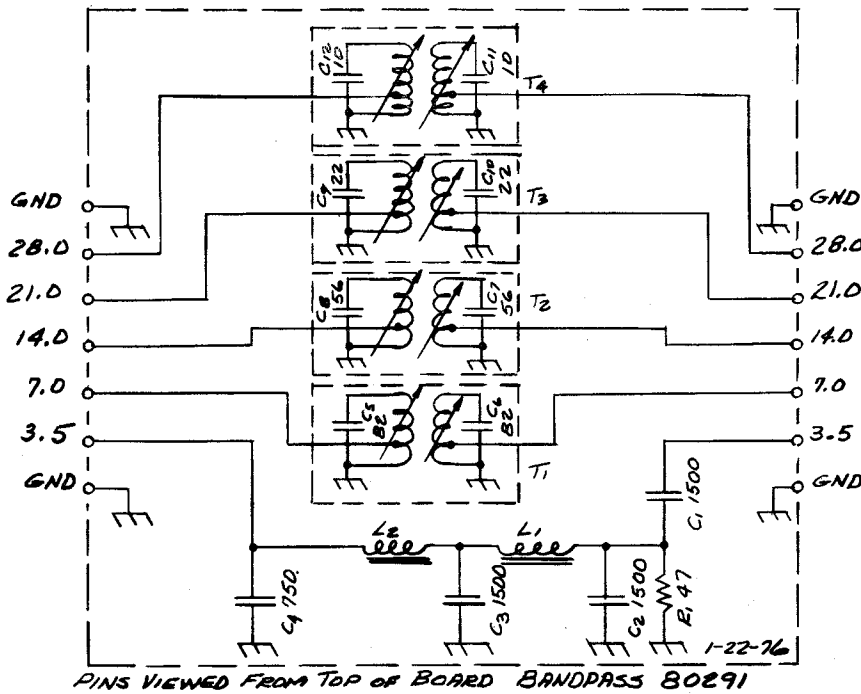 C12 10
C11 10
T4
C9 22
C10 22
T3
GND
GND
28.0
28.0
C8 56
C7 56
T2
21.0
21.0
14.0
14.0
7.0
7.0
C5 82
C6 82
3.5
3.5
T1
GND
GND
C1 1500
L2
L1
C4 750.
C3 1500
C2 1500
R1 47
1-22-76
PINS VIEWED FROM TOP OF BOARD BANDPASS 80291